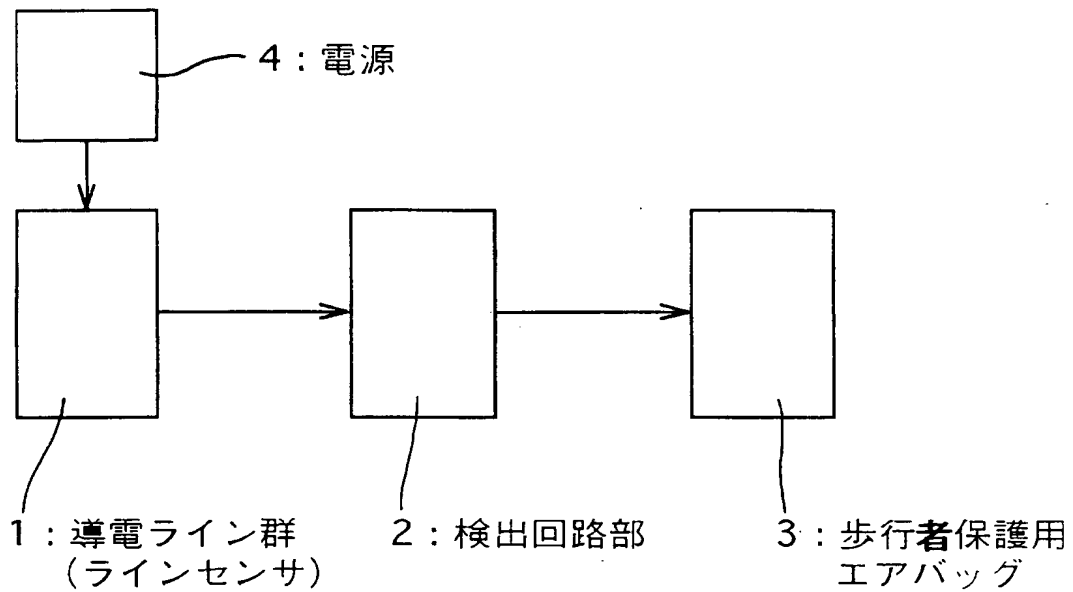 4：電源
1：導電ライン群
（ラインセンサ）
2：検出回路部
3：歩行者保護用
エアバッグ